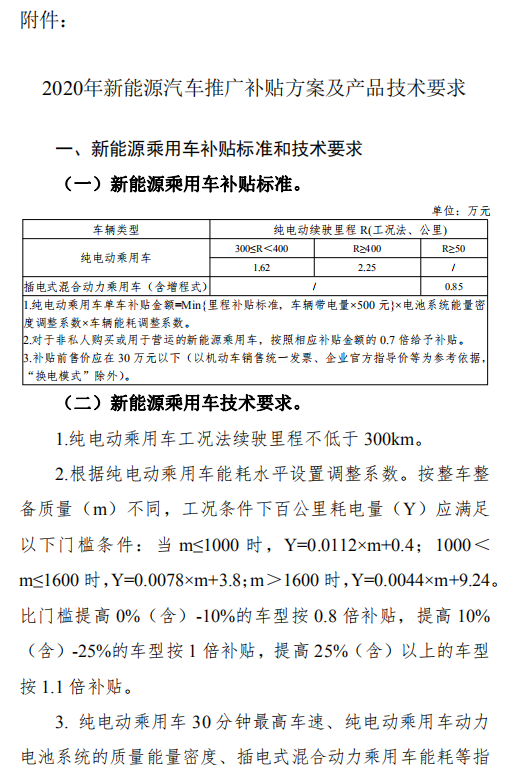 附件：
2020年新能源汽车推广补贴方案及产品技术要求
一、新能源乘用车补贴标准和技术要求
（一）新能源乘用车补贴标准。
单位：万元
车辆类型 纯电动续驶里程 R(工况法、公里)
纯电动乘用车 300≤R＜400 R≥400 R≥50
1.62 2.25 /
插电式混合动力乘用车（含增程式） / 0.85
1.纯电动乘用车单车补贴金额=Min{里程补贴标准，车辆带电量×500 元}×电池系统能量密
度调整系数×车辆能耗调整系数。
2.对于非私人购买或用于营运的新能源乘用车，按照相应补贴金额的 0.7 倍给予补贴。
3.补贴前售价应在 30 万元以下（以机动车销售统一发票、企业官方指导价等为参考依据，
“换电模式”除外）。
（二）新能源乘用车技术要求。
1.纯电动乘用车工况法续驶里程不低于 300km。
2.根据纯电动乘用车能耗水平设置调整系数。按整车整
备质量（m）不同，工况条件下百公里耗电量（Y）应满足
以下门槛条件：当 m≤1000 时，Y=0.0112×m+0.4；1000＜
m≤1600 时，Y=0.0078×m+3.8；m＞1600 时，Y=0.0044×m+9.24。
比门槛提高 0%（含）-10%的车型按 0.8 倍补贴，提高 10%
（含）-25%的车型按 1 倍补贴，提高 25%（含）以上的车型
按 1.1 倍补贴。
3. 纯电动乘用车 30 分钟最高车速、纯电动乘用车动力
电池系统的质量能量密度、插电式混合动力乘用车能耗等指